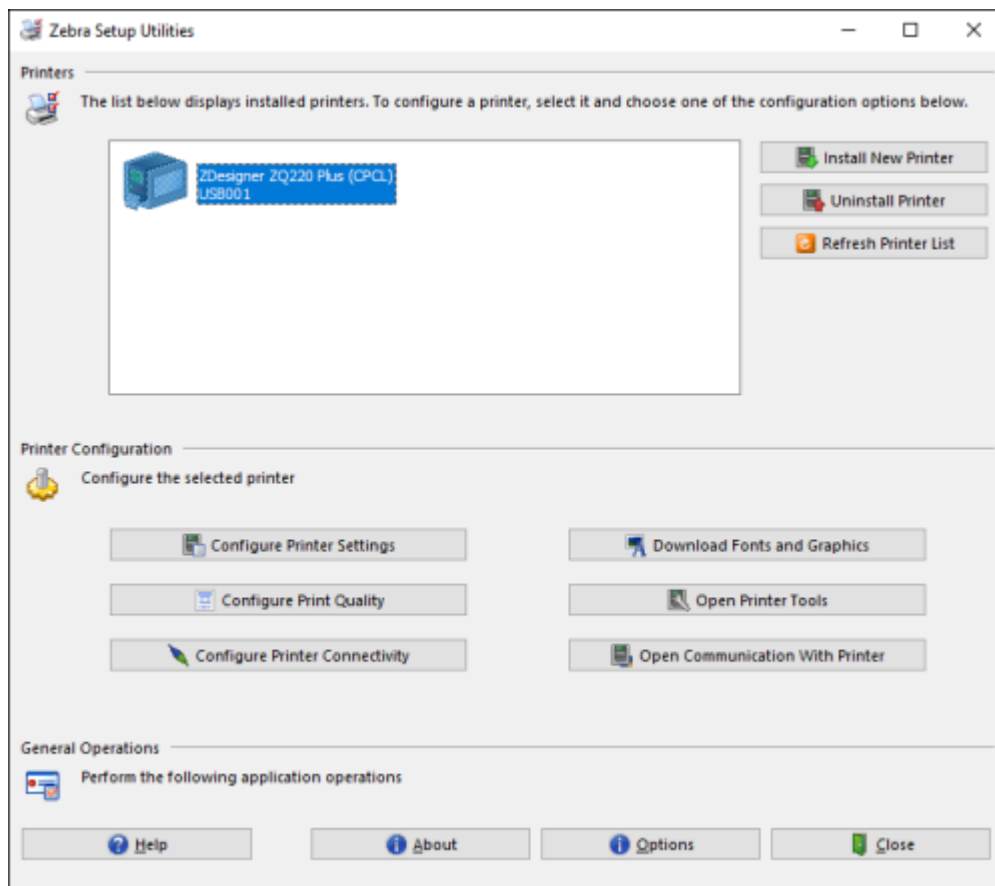 Zebra Setup Utilities
Printers
The list below displays installed printers. To configure a printer, select it and choose one of the configuration options below.
ZDesigner ZQ220 Plus (CPCL)
USB001
Install New Printer
Uninstall Printer
Refresh Printer List
Printer Configuration
Configure the selected printer
Configure Printer Settings
Download Fonts and Graphics
Configure Print Quality
Open Printer Tools
Configure Printer Connectivity
Open Communication With Printer
General Operations
Perform the following application operations
Help
About
Options
Close